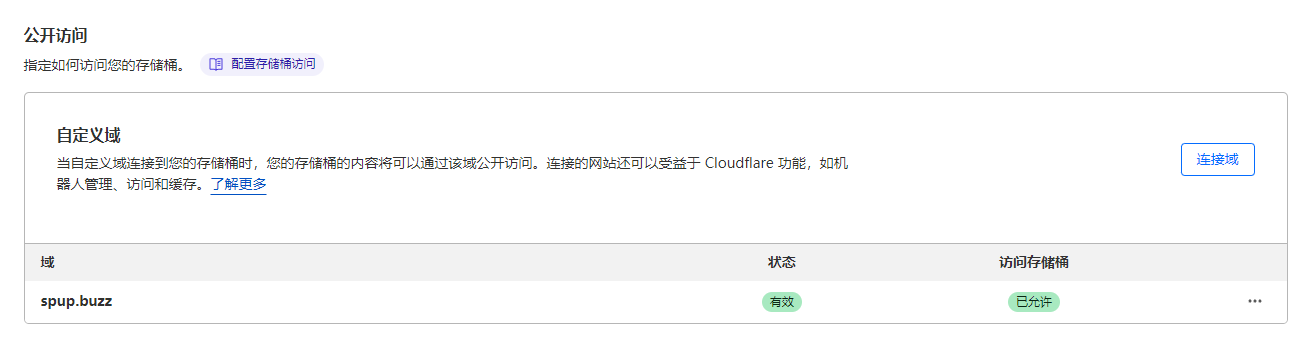 公开访问
指定如何访问您的存储桶。 配置存储桶访问
自定义域
当自定义域连接到您的存储桶时，您的存储桶的内容将可以通过该域公开访问。连接的网站还可以受益于 Cloudflare 功能，如机
器人管理、访问和缓存。了解更多
连接域
域 状态 访问存储桶
spup.buzz 有效 已允许 ···